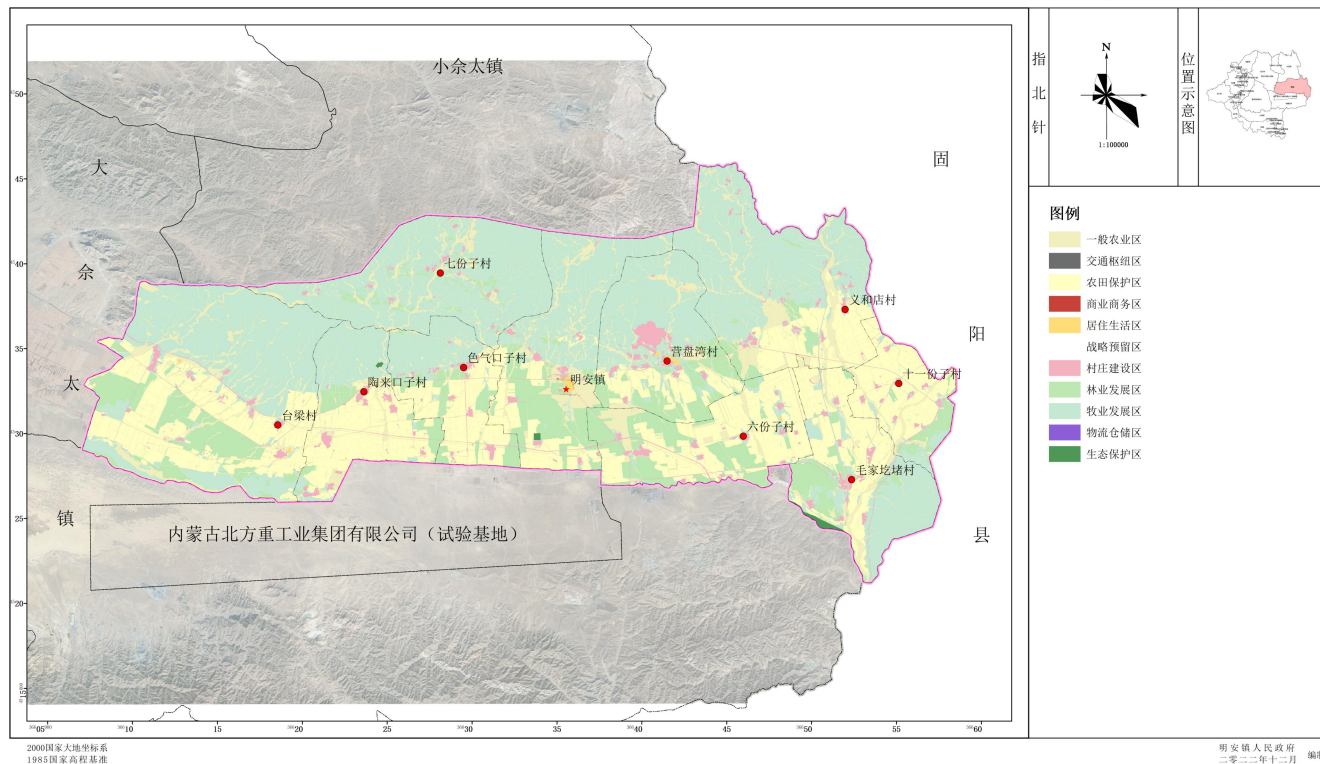 小佘太镇
大
佘
太
镇
固
阳
县
七份子村
义和店村
色气口子村
营盘湾村
陶来口子村
明安镇
十一份子村
台梁村
六份子村
毛家圪堵村
内蒙古北方重工业集团有限公司（试验基地）
50
45
40
35
30
25
20
15
05
10
15
20
25
30
35
40
45
50
55
60
指北针
N
1:100000
位置示意图
图例
一般农业区
交通枢纽区
农田保护区
商业商务区
居住生活区
战略预留区
村庄建设区
林业发展区
牧业发展区
物流仓储区
生态保护区
2000国家大地坐标系
1985国家高程基准
明安镇人民政府
二零二二年十二月
编制